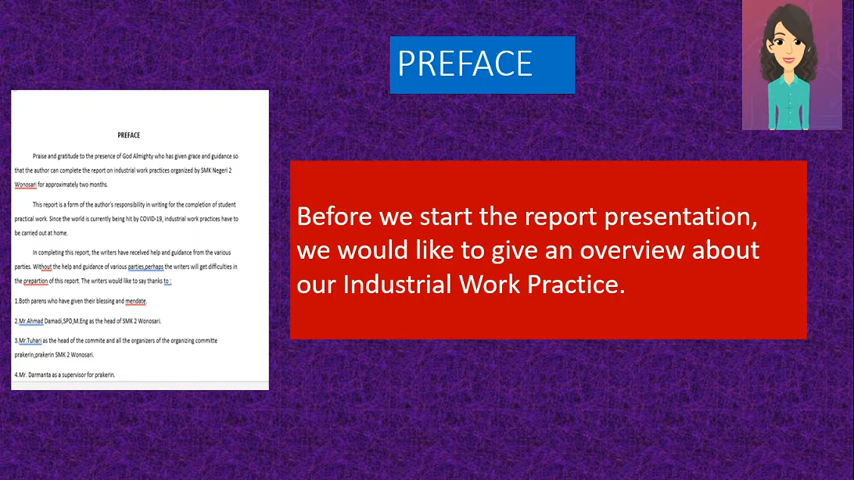 PREFACE
PREFACE
Praise and gratitude to the presence of God Almighty who has given grace and guidance so
that the author can complete the report on industrial work practices organized by SMK Negeri 2
Wonosari for approximately two months.
This report is a form of the author's responsibility in writing for the completion of student
practical work. Since the world is currently being hit by COVID-19, industrial work practices have to
be carried out at home.
In completing this report, the writers have received help and guidance from the various
parties. Without the help and guidance of various parties,perhaps the writers will get difficulties in
the prepartion of this report. The writers would like to say thanks to :
1.Both parens who have given their blessing and mendate.
2.Mr.Ahmad Damadi,SPD,M.Eng as the head of SMK 2 Wonosari.
3.Mr.Tuhari as the head of the commite and all the organizers of the organizing committe
prakerin,prakerin SMK 2 Wonosari.
4.Mr. Darmanta as a supervisor for prakerin.
Before we start the report presentation,
we would like to give an overview about
our Industrial Work Practice.